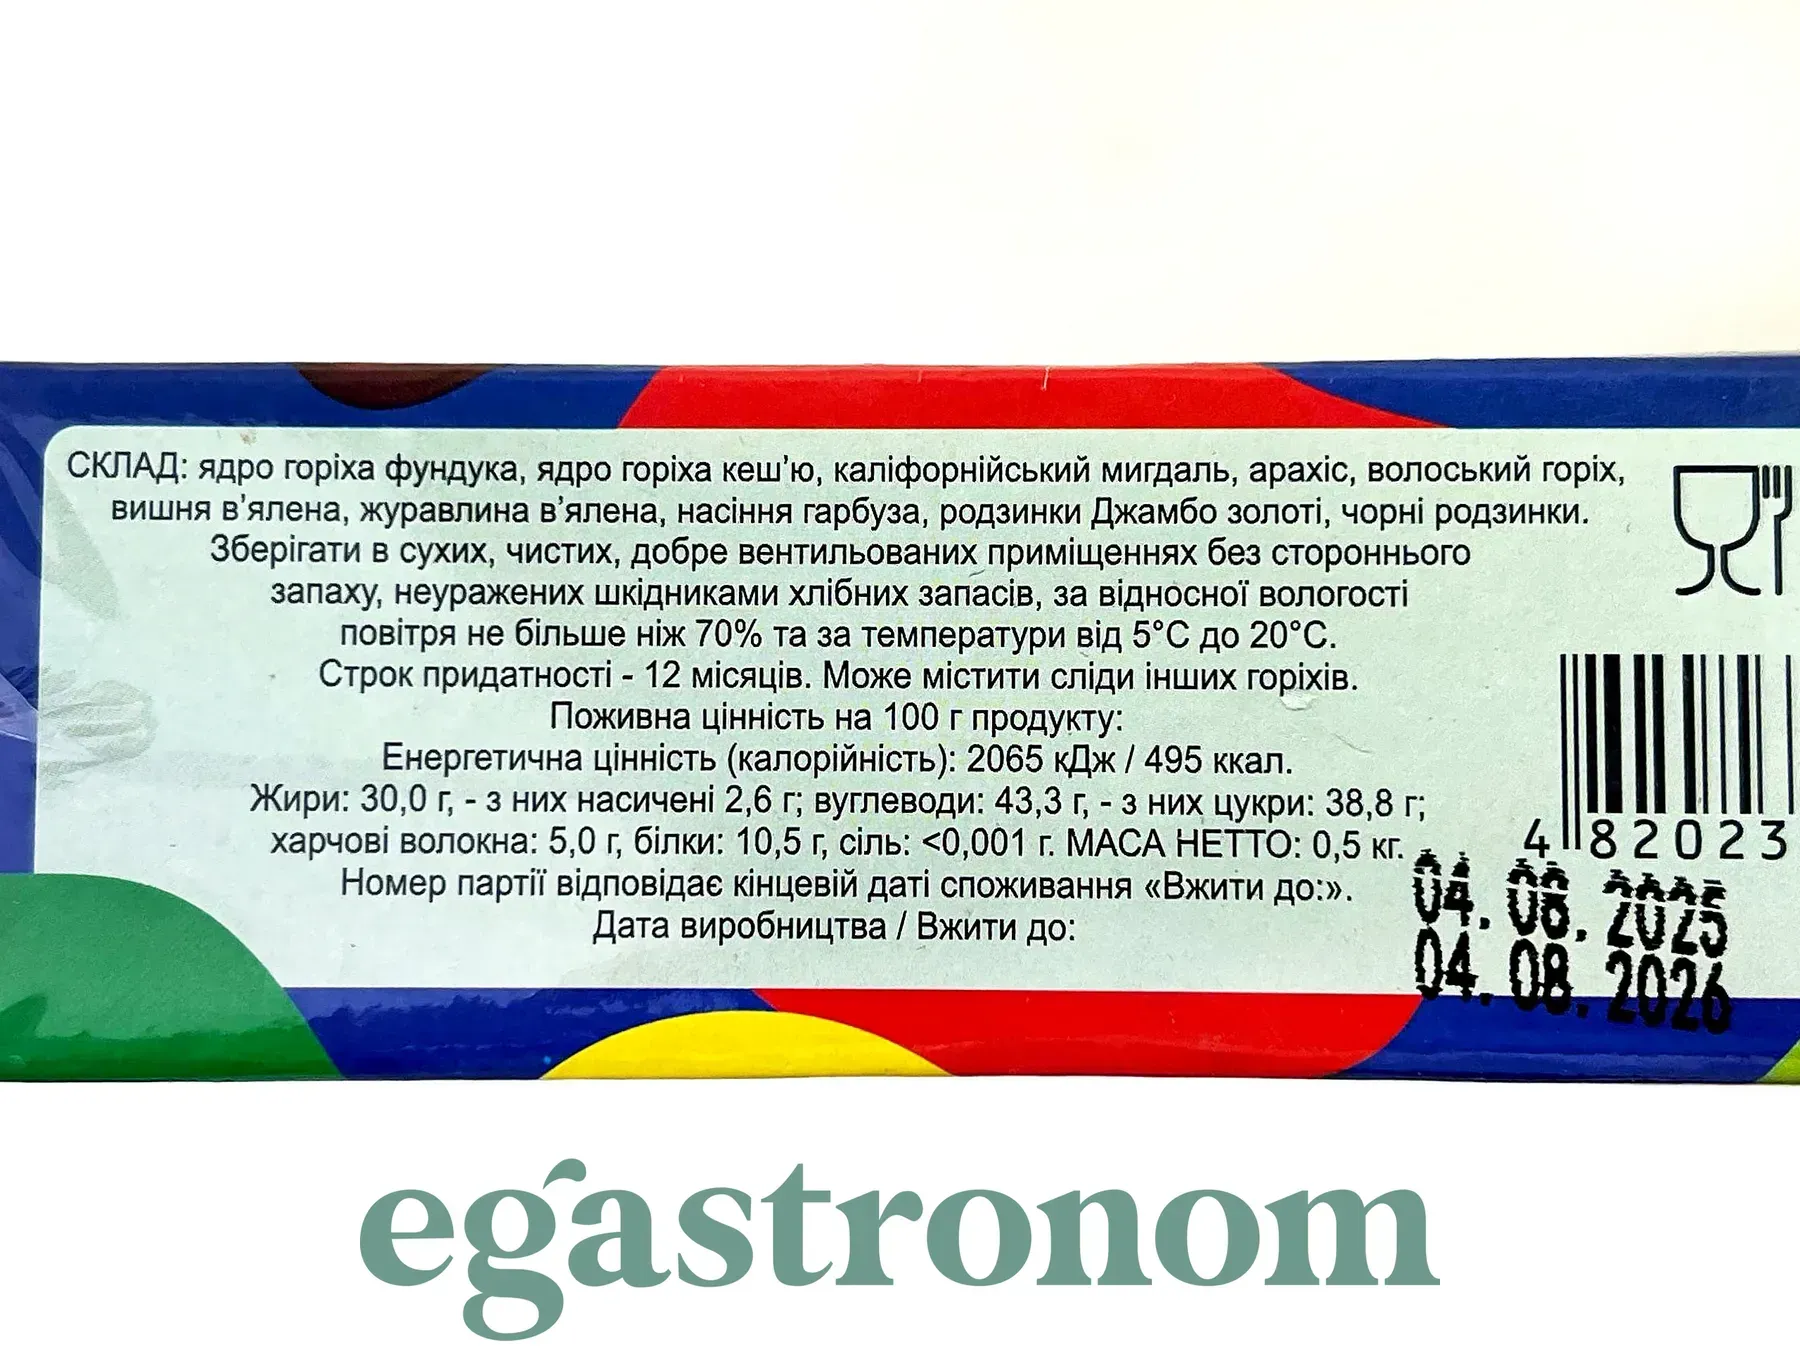 СКЛАД: ядро горіха фундука, ядро горіха кеш’ю, каліфорнійський мигдаль, арахіс, волоський горіх,
вишня в’ялена, журавлина в’ялена, насіння гарбуза, родзинки Джамбо золоті, чорні родзинки.
Зберігати в сухих, чистих, добре вентильованих приміщеннях без стороннього
запаху, неуражених шкідниками хлібних запасів, за відносної вологості
повітря не більше ніж 70% та за температури від 5°С до 20°С.
Строк придатності - 12 місяців. Може містити сліди інших горіхів.
Поживна цінність на 100 г продукту:
Енергетична цінність (калорійність): 2065 кДж / 495 ккал.
Жири: 30,0 г, - з них насичені 2,6 г; вуглеводи: 43,3 г, - з них цукри: 38,8 г;
харчові волокна: 5,0 г, білки: 10,5 г, сіль: <0,001 г. МАСА НЕТТО: 0,5 кг.
Номер партії відповідає кінцевій даті споживання «Вжити до:».
Дата виробництва / Вжити до:
4 82023
04.08.2025
04.08.2026
egastronom